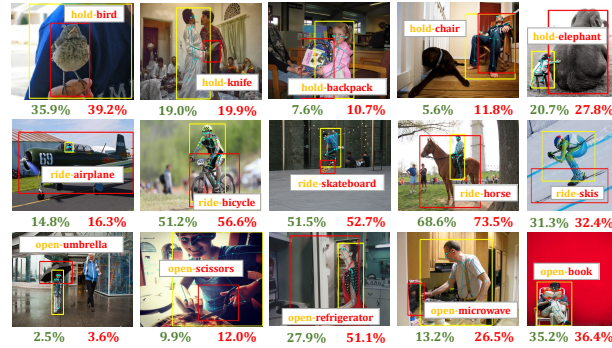 hold-bird
hold-knife
hold-backpack
hold-chair
hold-elephant
35.9% 39.2%
19.0% 19.9%
7.6% 10.7%
5.6% 11.8%
20.7% 27.8%
69
ride-airplane
ride-bicycle
ride-skateboard
ride-horse
ride-skis
14.8% 16.3%
51.2% 56.6%
51.5% 52.7%
68.6% 73.5%
31.3% 32.4%
open-umbrella
open-scissors
open-refrigerator
open-microwave
open-book
2.5% 3.6%
9.9% 12.0%
27.9% 51.1%
13.2% 26.5%
35.2% 36.4%